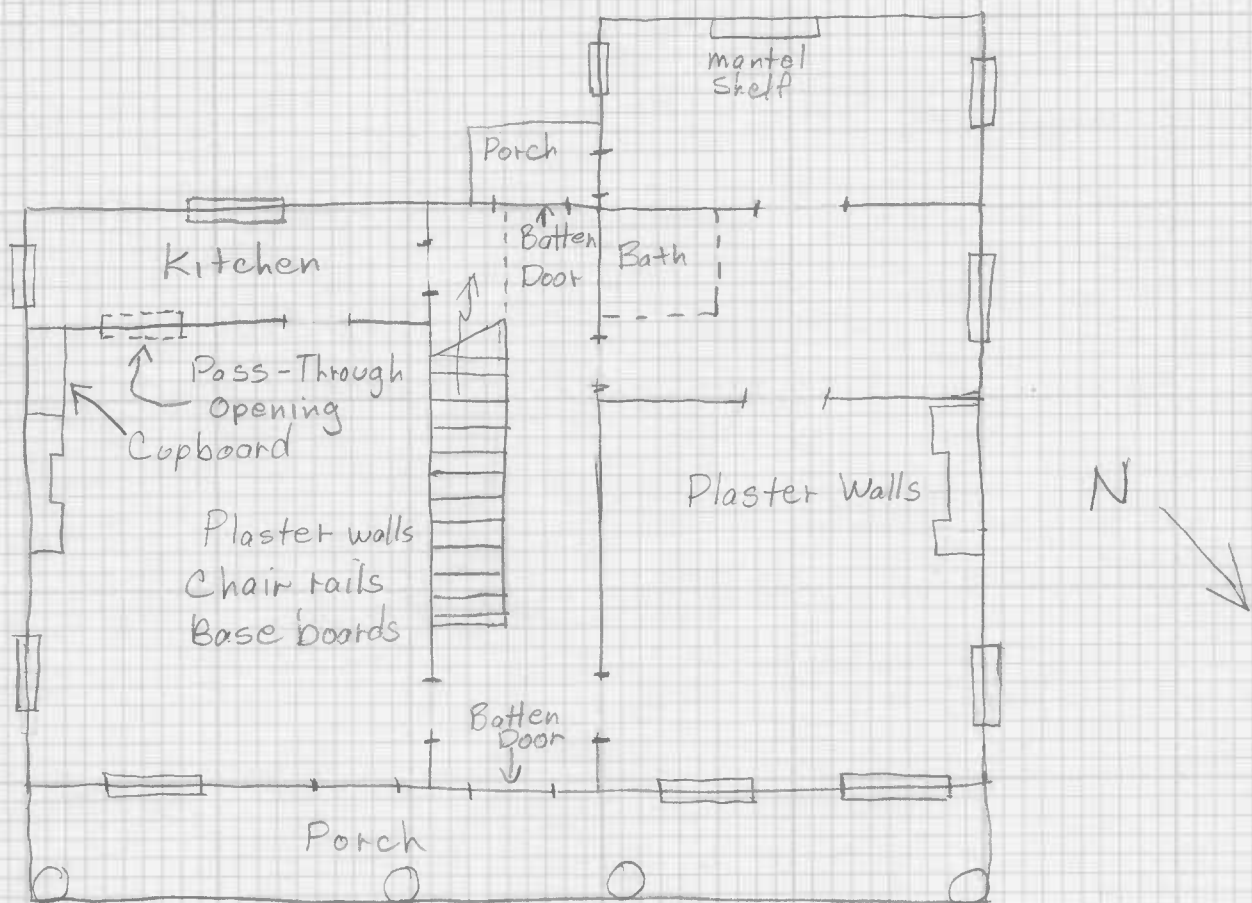 mantel
Shelf
Porch
Batten
Door
Bath
Kitchen
Pass-Through
Opening
Cupboard
Plaster Walls
N
Plaster walls
Chair rails
Base boards
Batten
Door
Porch